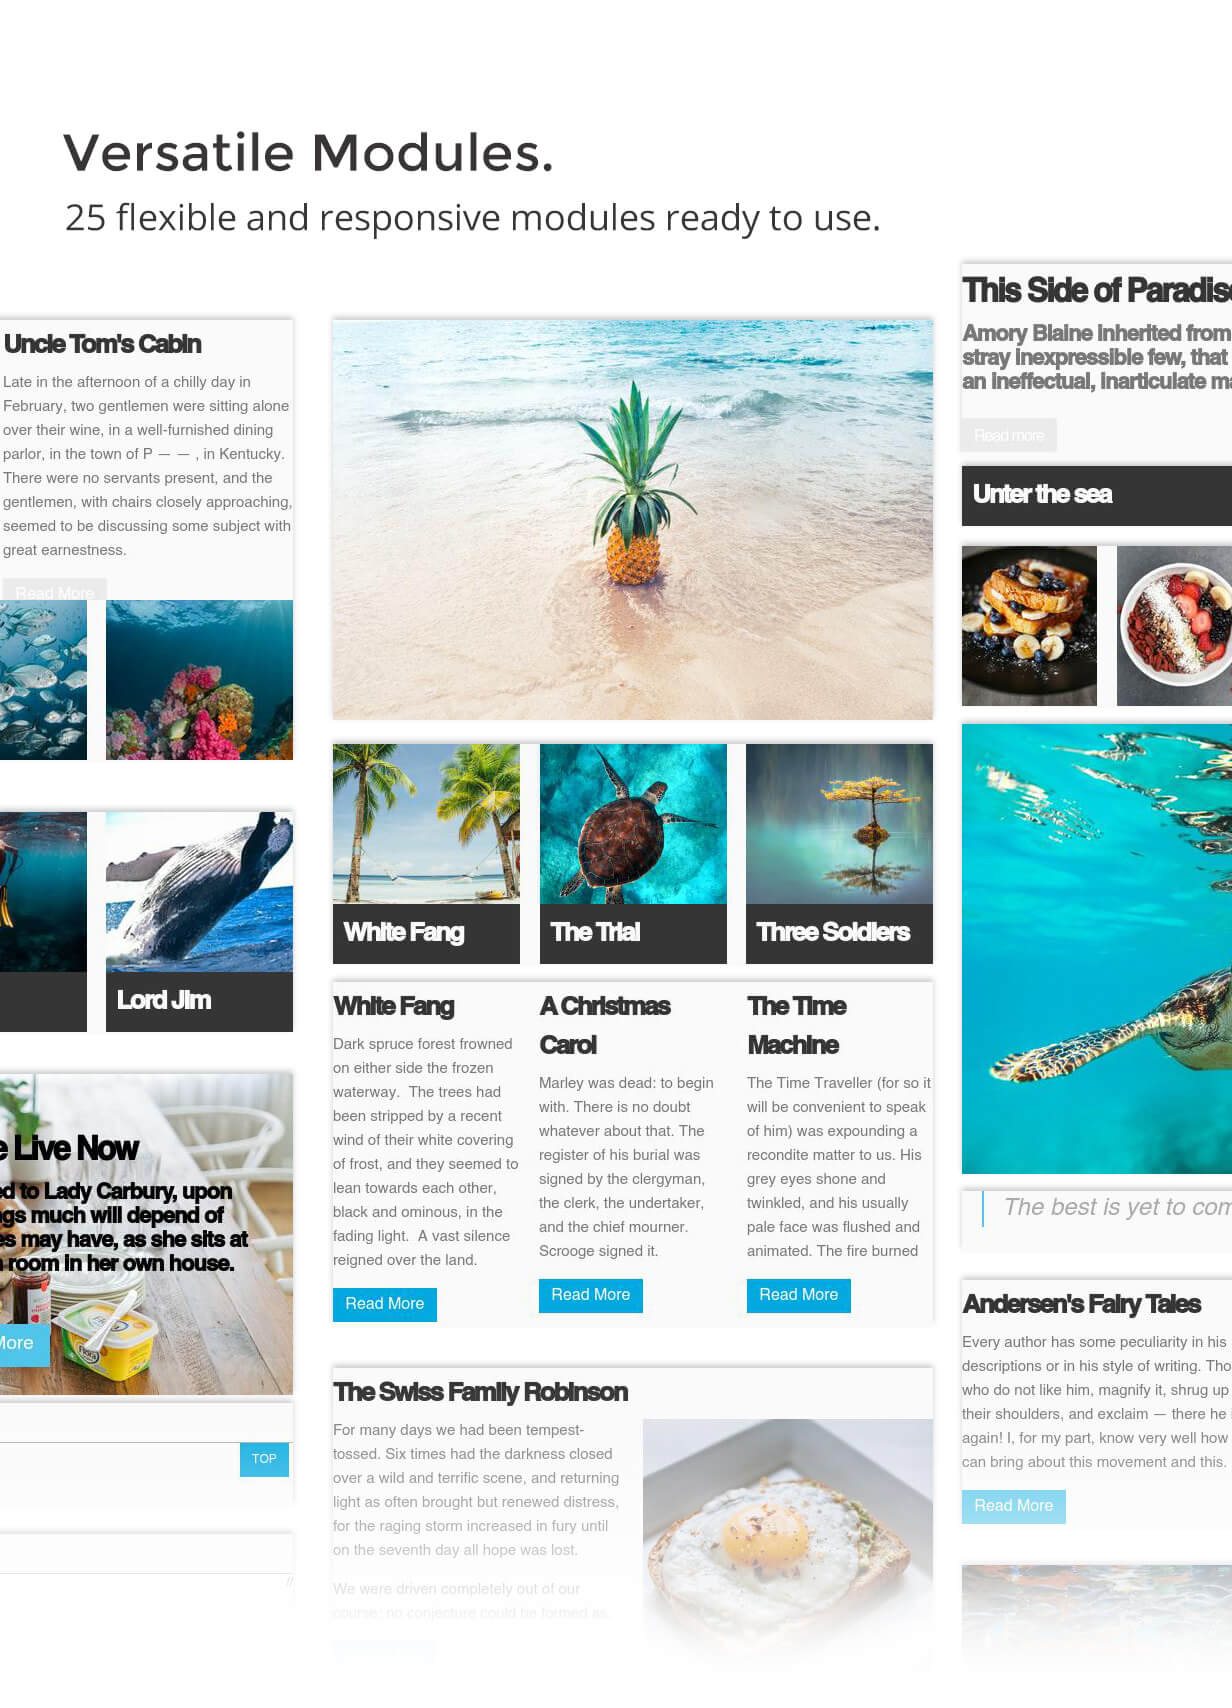 Versatile Modules.
25 flexible and responsive modules ready to use.
Uncle Tom's Cabin
Late in the afternoon of a chilly day in
February, two gentlemen were sitting alone
over their wine, in a well-furnished dining
parlor, in the town of P — — , in Kentucky.
There were no servants present, and the
gentlemen, with chairs closely approaching,
seemed to be discussing some subject with
great earnestness.
Read More
Lord Jim
e Live Now
ed to Lady Carbury, upon
ngs much will depend of
es may have, as she sits at
n room in her own house.
More
TOP
White Fang
The Trial
Three Soldiers
White Fang
Dark spruce forest frowned
on either side the frozen
waterway.  The trees had
been stripped by a recent
wind of their white covering
of frost, and they seemed to
lean towards each other,
black and ominous, in the
fading light.  A vast silence
reigned over the land.
Read More
A Christmas
Carol
Marley was dead: to begin
with. There is no doubt
whatever about that. The
register of his burial was
signed by the clergyman,
the clerk, the undertaker,
and the chief mourner.
Scrooge signed it.
Read More
The Time
Machine
The Time Traveller (for so it
will be convenient to speak
of him) was expounding a
recondite matter to us. His
grey eyes shone and
twinkled, and his usually
pale face was flushed and
animated. The fire burned
Read More
The Swiss Family Robinson
For many days we had been tempest-
tossed. Six times had the darkness closed
over a wild and terrific scene, and returning
light as often brought but renewed distress,
for the raging storm increased in fury until
on the seventh day all hope was lost.
We were driven completely out of our
course; no conjecture could be formed as
This Side of Paradise
Amory Blaine inherited from
stray inexpressible few, that
an ineffectual, inarticulate ma
Read more
Unter the sea
The best is yet to com
Andersen's Fairy Tales
Every author has some peculiarity in his
descriptions or in his style of writing. Tho
who do not like him, magnify it, shrug up
their shoulders, and exclaim — there he i
again! I, for my part, know very well how
can bring about this movement and this.
Read More